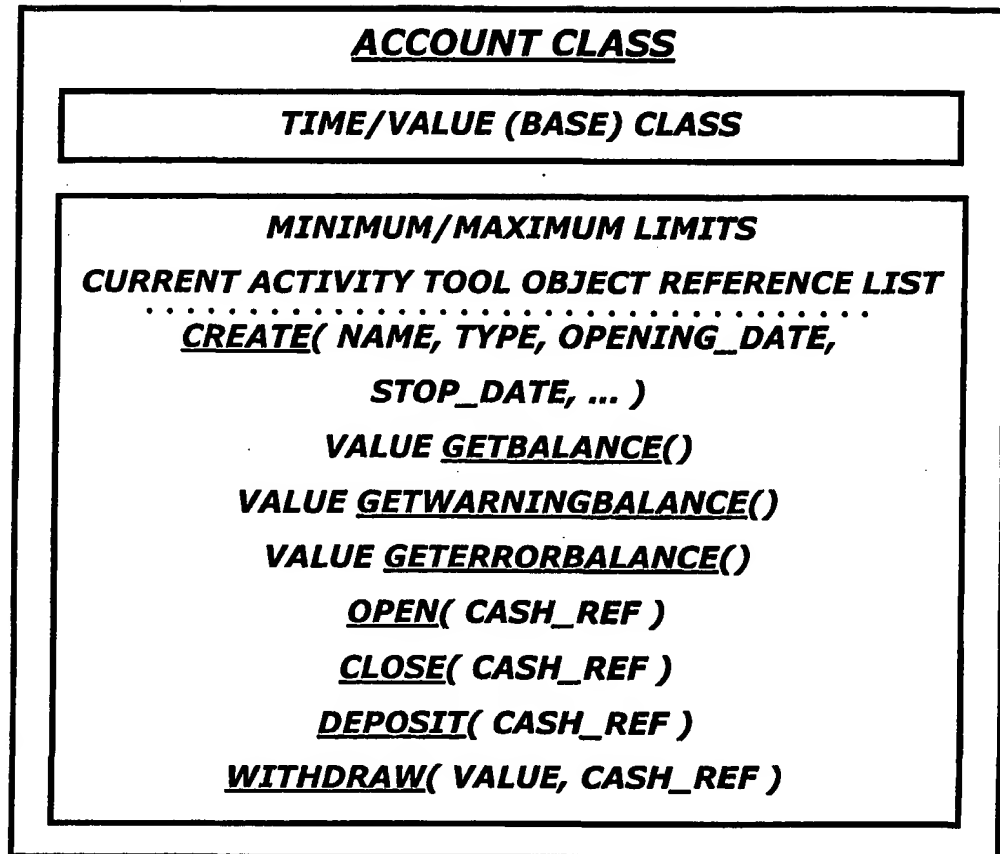 ACCOUNT CLASS
TIME/VALUE (BASE) CLASS
MINIMUM/MAXIMUM LIMITS
CURRENT ACTIVITY TOOL OBJECT REFERENCE LIST
CREATE( NAME, TYPE, OPENING_DATE,
STOP_DATE, ... )
VALUE GETBALANCE()
VALUE GETWARNINGBALANCE()
VALUE GETERRORBALANCE()
OPEN( CASH_REF )
CLOSE( CASH_REF )
DEPOSIT( CASH_REF )
WITHDRAW( VALUE, CASH_REF )